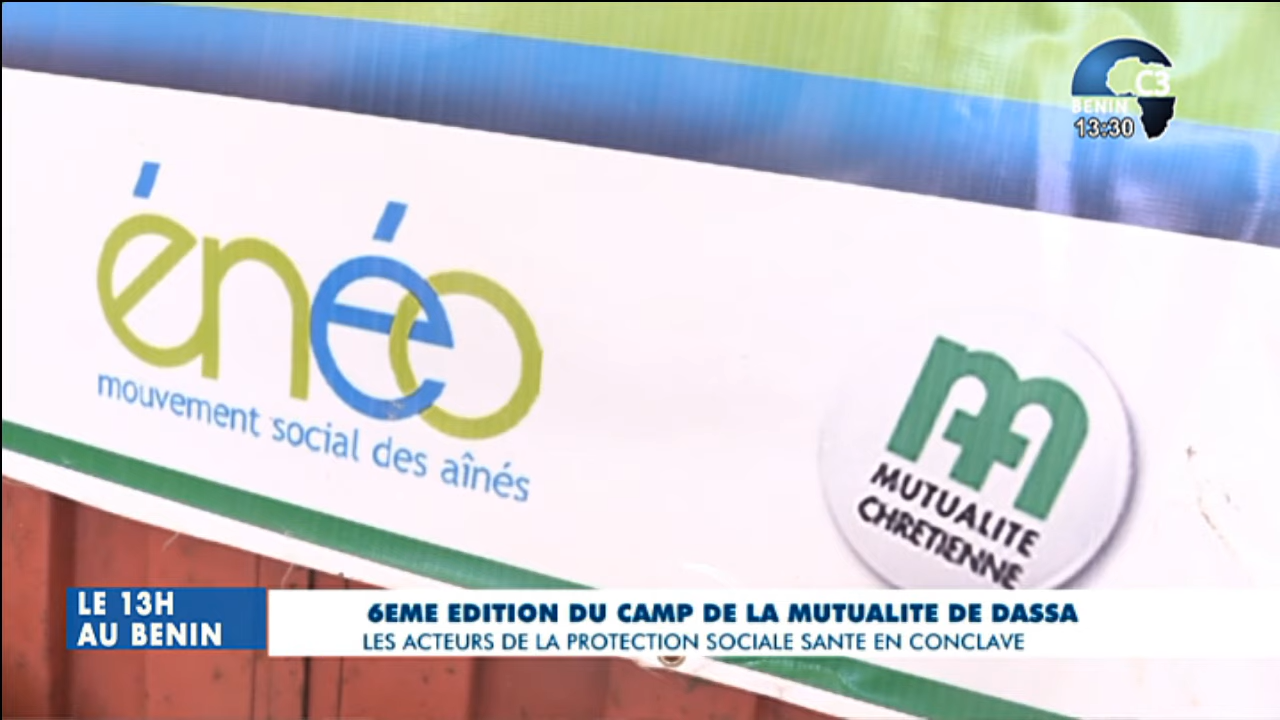 C3
BENIN
13:30
énéo
mouvement social des aînés
MUTUALITE
CHRETIENNE
LE 13H
AU BENIN
6EME EDITION DU CAMP DE LA MUTUALITE DE DASSA
LES ACTEURS DE LA PROTECTION SOCIALE SANTE EN CONCLAVE